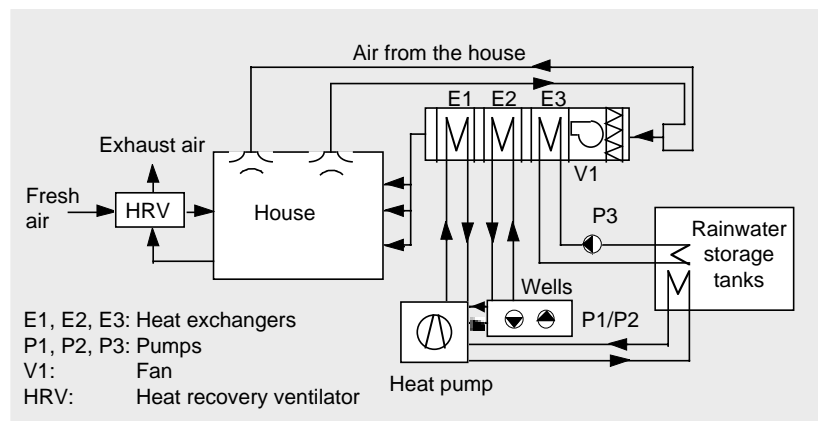 Air from the house
E1 E2 E3
Exhaust air
V1
Fresh
air
HRV
House
P3
Rainwater
storage
tanks
Wells
P1/P2
Heat pump
E1, E2, E3: Heat exchangers
P1, P2, P3: Pumps
V1: Fan
HRV: Heat recovery ventilator